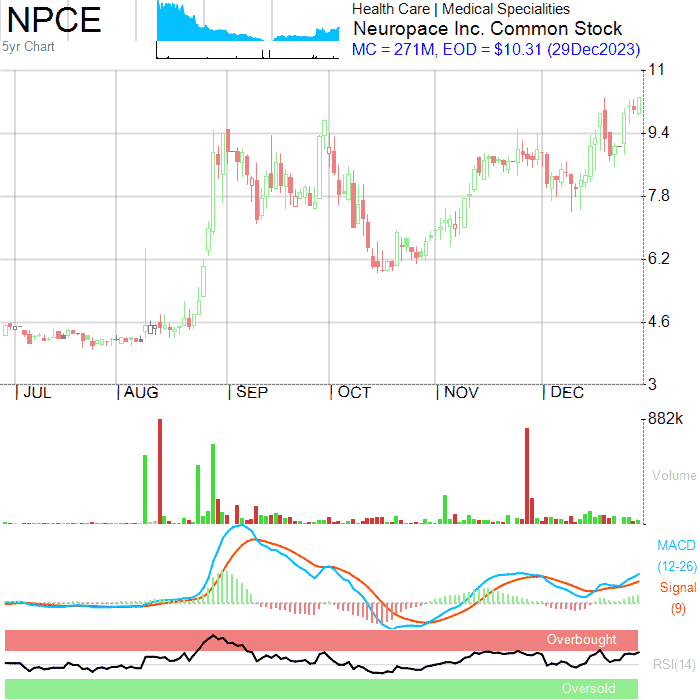 NPCE
5yr Chart
Health Care | Medical Specialities
Neuropace Inc. Common Stock
MC = 271M, EOD = $10.31 (29Dec2023)
11
9.4
7.8
6.2
4.6
3
JUL AUG SEP OCT NOV DEC
882k
Volume
MACD
(12-26)
Signal
(9)
Overbought
RSI(14)
Oversold